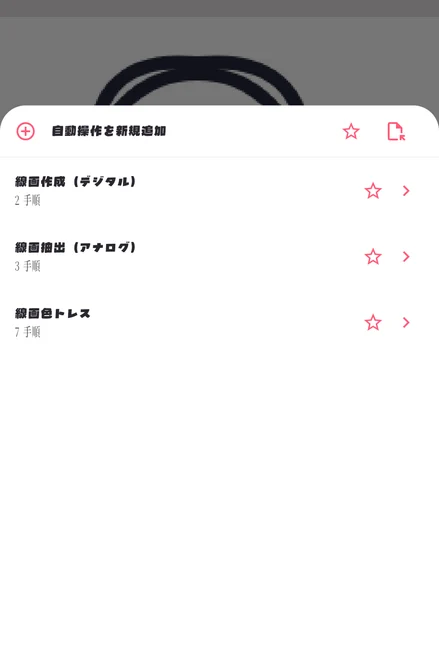 自動操作を新規追加
線画作成（デジタル）
2 手順
線画抽出（アナログ）
3 手順
線画色トレス
7 手順